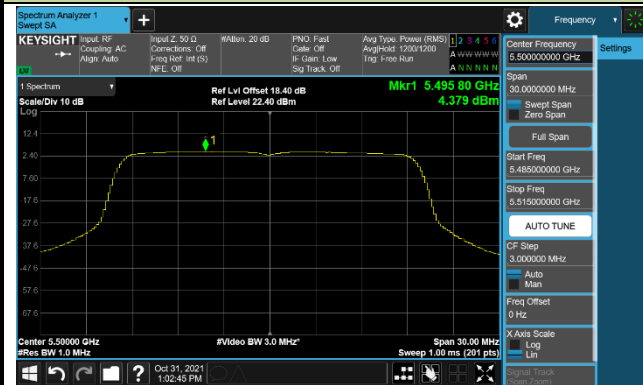 Spectrum Analyzer 1
Swept SA
Frequency
KEYSIGHT
Input: RF
Coupling: AC
Align: Auto
Input Z: 50 Ω
Corrections: Off
Freq Ref: Int (S)
NFE: Off
#Atten: 20 dB
PNO: Fast
Gate: Off
IF Gain: Low
Sig Track: Off
Avg Type: Power (RMS)
Avg|Hold: 1200/1200
Trig: Free Run
1 2 3 4 5 6
A W W W W W
A N N N N N
1 Spectrum
Scale/Div 10 dB
Log
Ref Lvl Offset 18.40 dB
Ref Level 22.40 dBm
Mkr1 5.495 80 GHz
4.379 dBm
1
12.4
2.40
-7.60
-17.6
-27.6
-37.6
-47.6
-57.6
-67.6
Center 5.50000 GHz
#Res BW 1.0 MHz
#Video BW 3.0 MHz*
Span 30.00 MHz
Sweep 1.00 ms (201 pts)
Center Frequency
5.500000000 GHz
Settings
Span
30.0000000 MHz
Swept Span
Zero Span
Full Span
Start Freq
5.485000000 GHz
Stop Freq
5.515000000 GHz
AUTO TUNE
CF Step
3.000000 MHz
Auto
Man
Freq Offset
0 Hz
X Axis Scale
Log
Lin
Signal Track
(Span Zoom)
Oct 31, 2021
1:02:45 PM